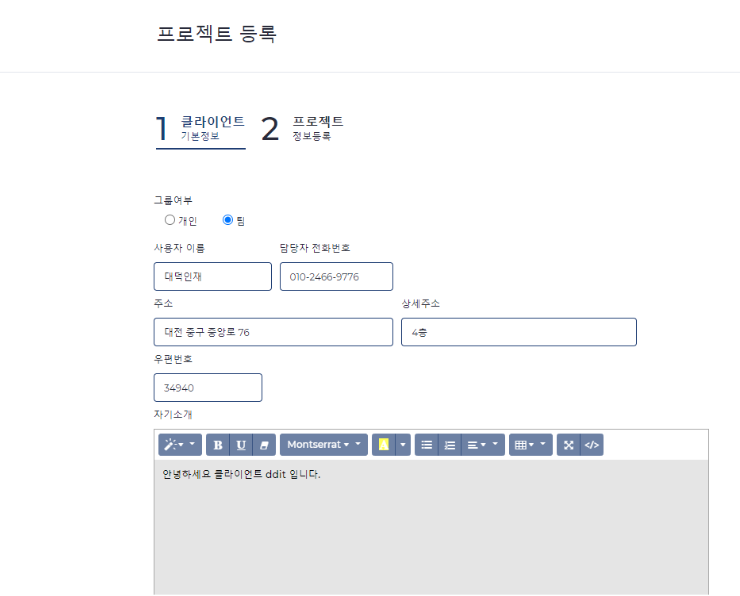 프로젝트 등록
1 클라이언트 기본정보 2 프로젝트 정보등록
그룹여부
개인 팀
사용자 이름 담당자 전화번호
대덕인재 010-2466-9776
주소 상세주소
대전 중구 중앙로 76 4층
우편번호
34940
자기소개
B U Montserrat A </>
안녕하세요 클라이언트 ddit 입니다.